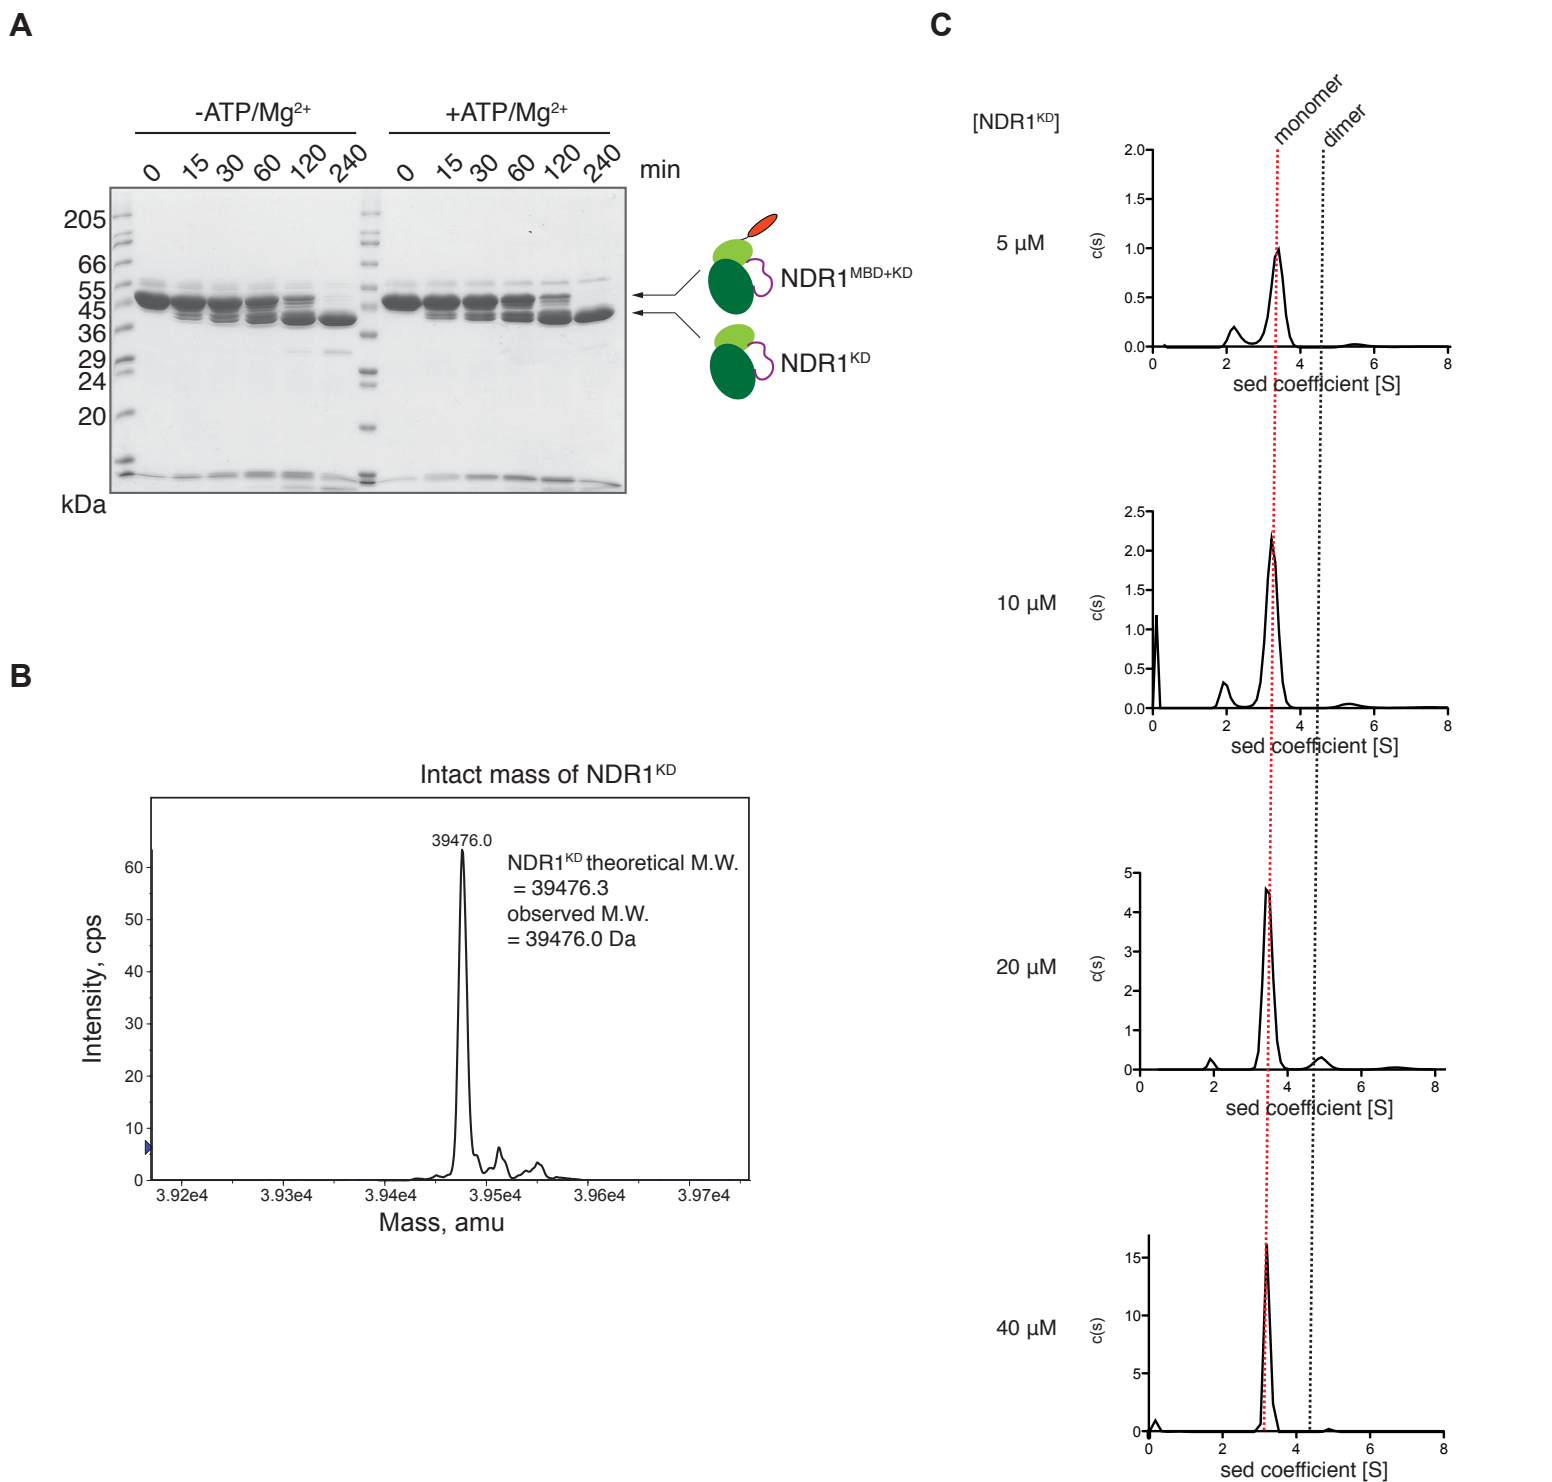 A
-ATP/Mg²⁺
+ATP/Mg²⁺
0 15 30 60 120 240
0 15 30 60 120 240
min
205
66
55
45
36
29
24
20
kDa
NDR1ᴹᴮᴰ⁺ᴷᴰ
NDR1ᴷᴰ
B
Intact mass of NDR1ᴷᴰ
39476.0
NDR1ᴷᴰ theoretical M.W.
= 39476.3
observed M.W.
= 39476.0 Da
Intensity, cps
60
50
40
30
20
10
0
3.92e4 3.93e4 3.94e4 3.95e4 3.96e4 3.97e4
Mass, amu
C
[NDR1ᴷᴰ]
monomer
dimer
5 µM
c(s)
2.0
1.5
1.0
0.5
0.0
0 2 4 6 8
sed coefficient [S]
10 µM
c(s)
2.5
2.0
1.5
1.0
0.5
0.0
0 2 4 6 8
sed coefficient [S]
20 µM
c(s)
5
4
3
2
1
0
0 2 4 6 8
sed coefficient [S]
40 µM
c(s)
15
10
5
0
0 2 4 6 8
sed coefficient [S]